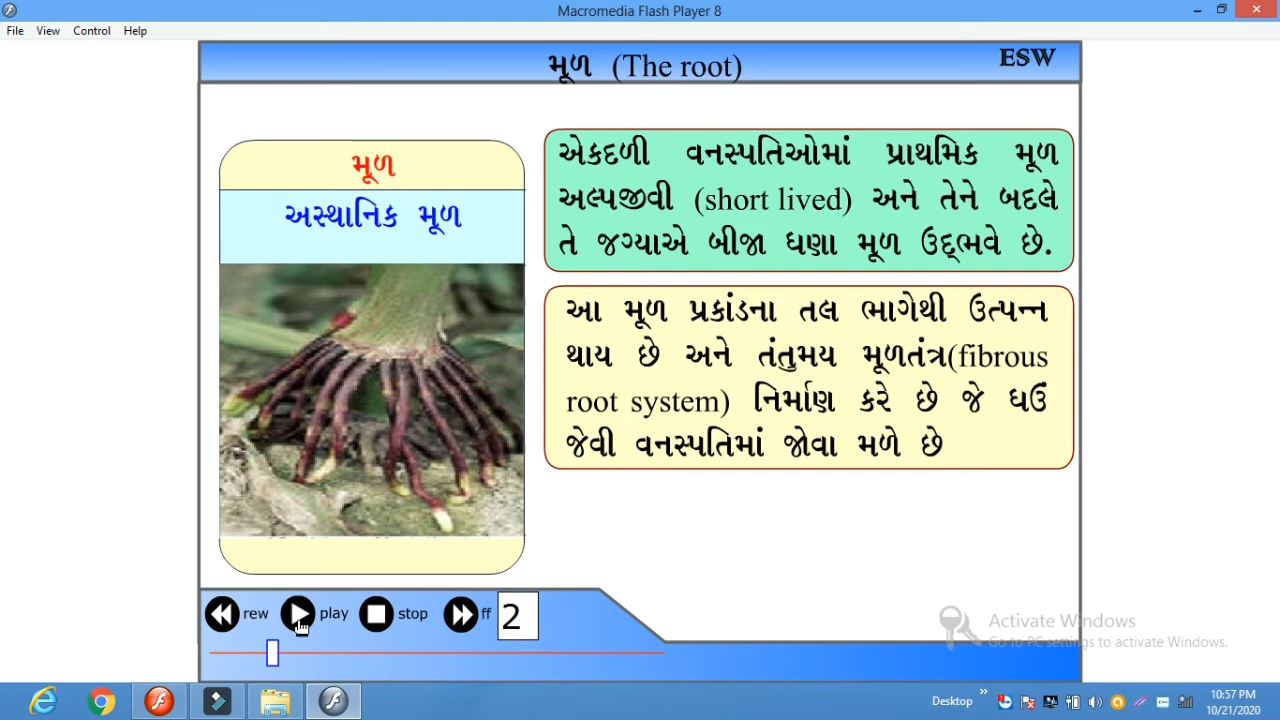 Macromedia Flash Player 8
File View Control Help
મૂળ (The root)
ESW
મૂળ
અસ્થાનિક મૂળ
એકદળી વનસ્પતિઓમાં પ્રાથમિક મૂળ
અલ્પજીવી (short lived) અને તેને બદલે
તે જગ્યાએ બીજા ઘણા મૂળ ઉદ્ભવે છે.
આ મૂળ પ્રકાંડના તલ ભાગેથી ઉત્પન્ન
થાય છે અને તંતુમય મૂળતંત્ર(fibrous
root system) નિર્માણ કરે છે જે ઘઉં
જેવી વનસ્પતિમાં જોવા મળે છે
rew play stop ff 2
Activate Windows
Go to PC settings to activate Windows.
Desktop
10:57 PM
10/21/2020